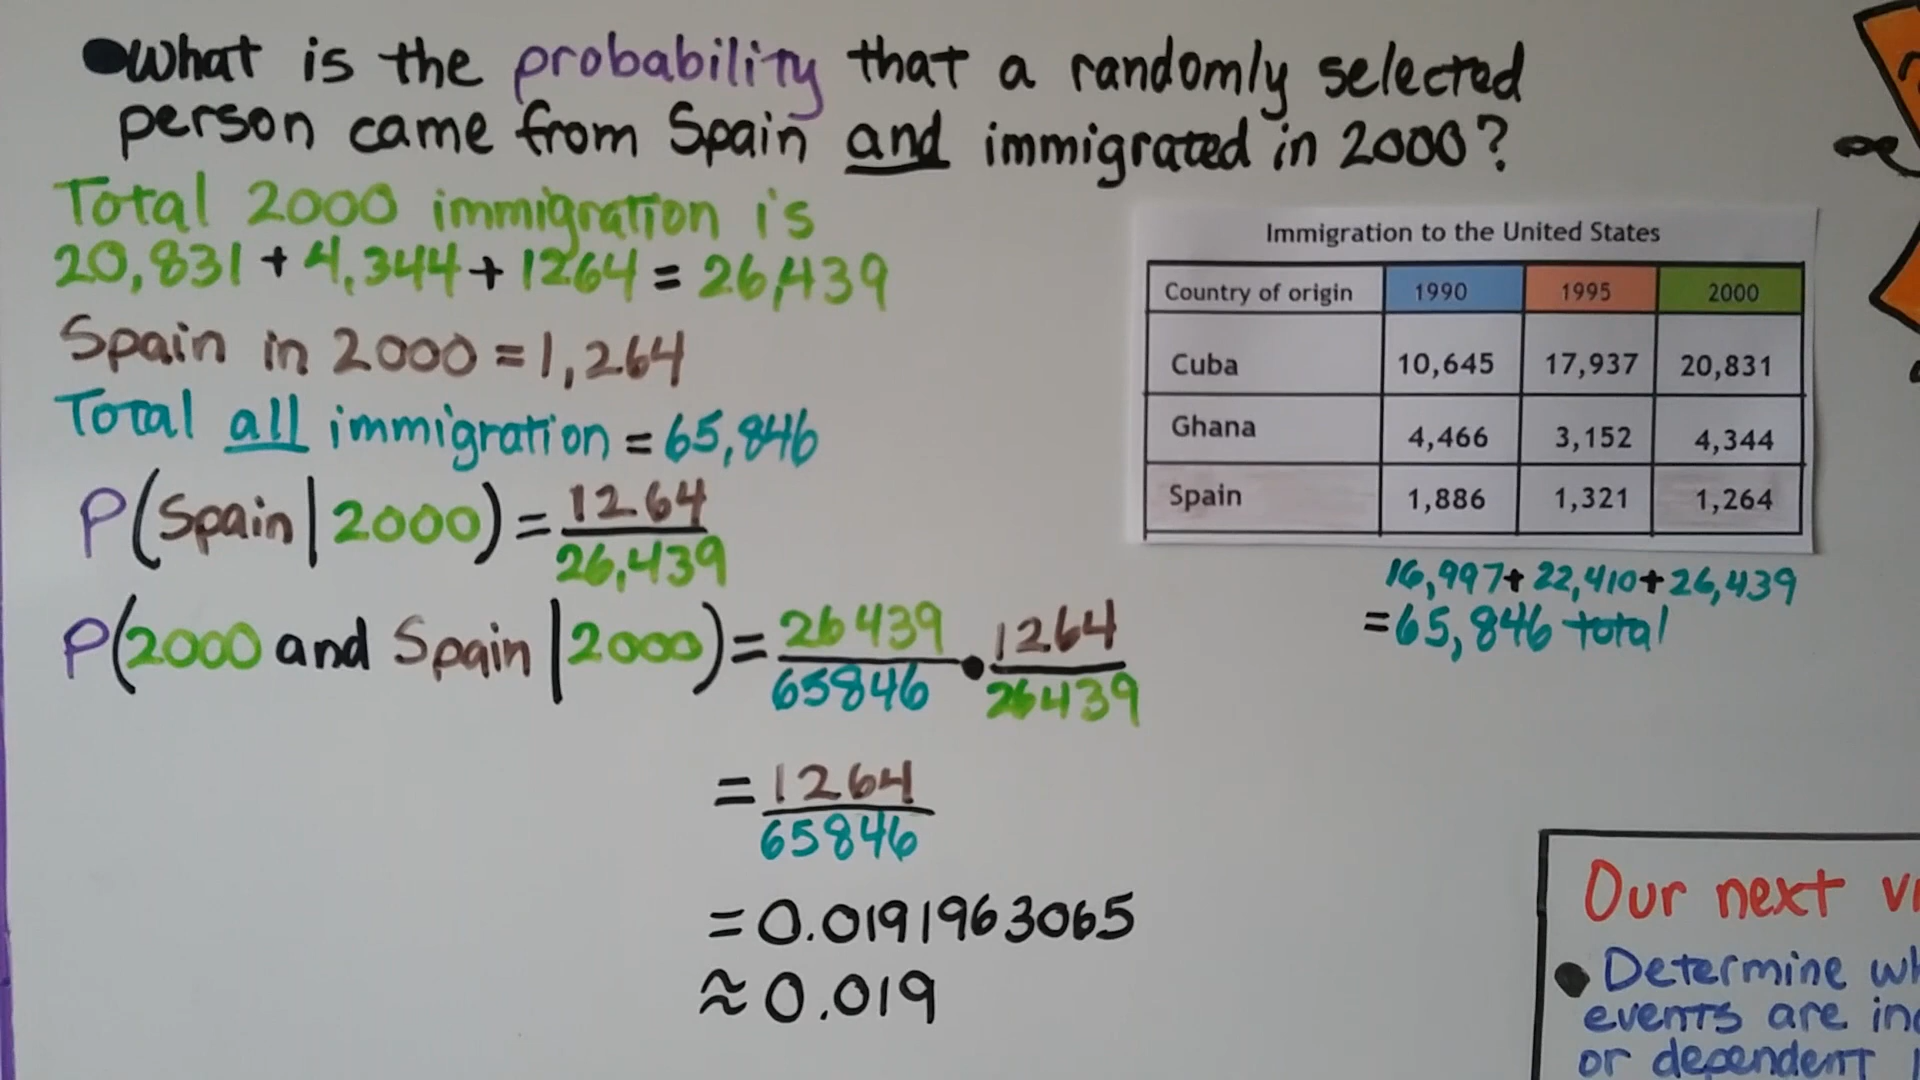 What is the probability that a randomly selected
person came from Spain and immigrated in 2000?
Total 2000 immigration is
20,831 + 4,344 + 1264 = 26,439
Spain in 2000 = 1,264
Total all immigration = 65,846
P(Spain | 2000) = 1264/26,439
P(2000 and Spain | 2000) = 26439/65846 • 1264/26439
= 1264/65846
= 0.0191963065
≈ 0.019
Immigration to the United States
Country of origin 1990 1995 2000
Cuba 10,645 17,937 20,831
Ghana 4,466 3,152 4,344
Spain 1,886 1,321 1,264
16,997 + 22,410 + 26,439
= 65,846 total
Our next
Determine
events are
or dependent